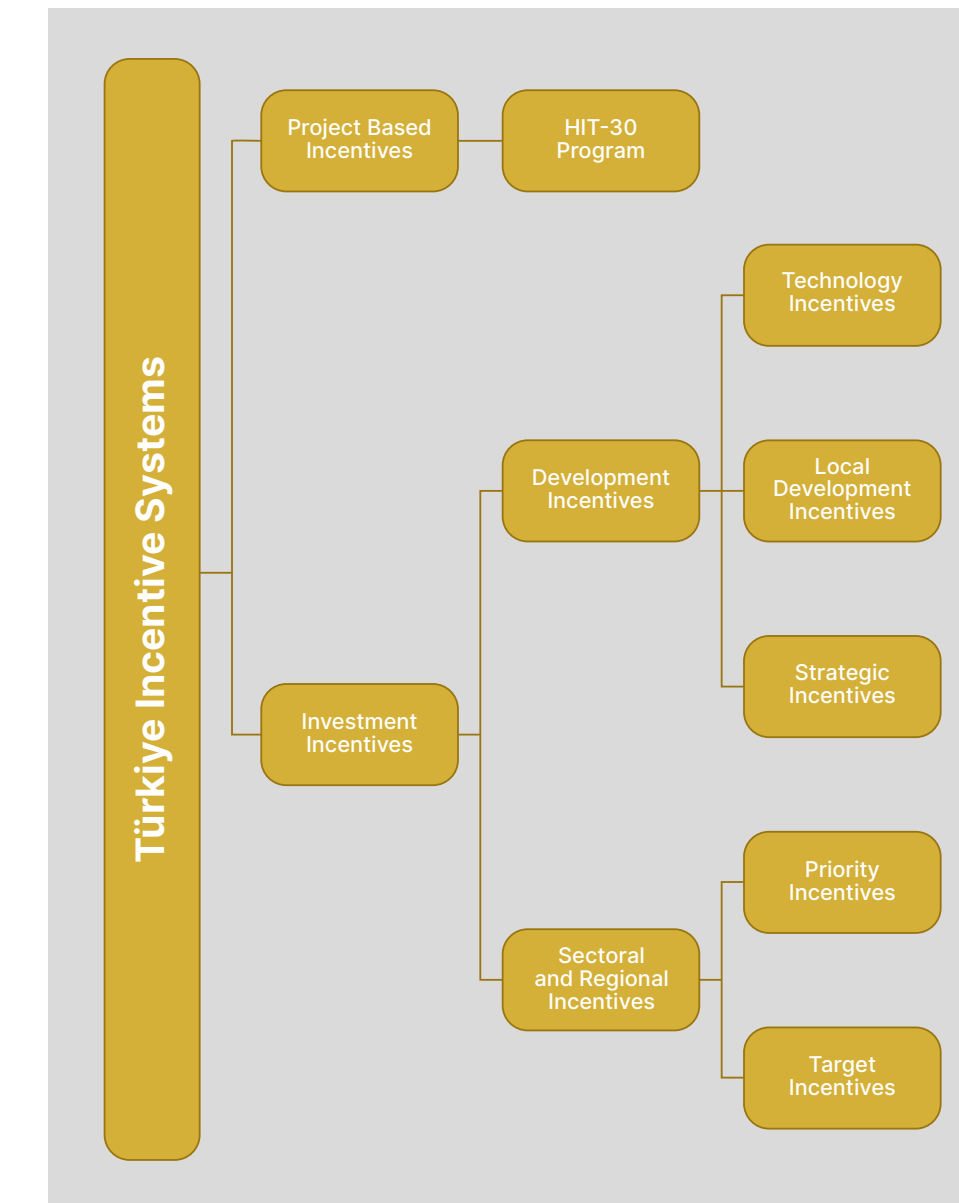 Türkiye Incentive Systems
Project Based
Incentives
HIT-30
Program
Technology
Incentives
Development
Incentives
Local
Development
Incentives
Strategic
Incentives
Investment
Incentives
Priority
Incentives
Sectoral
and Regional
Incentives
Target
Incentives